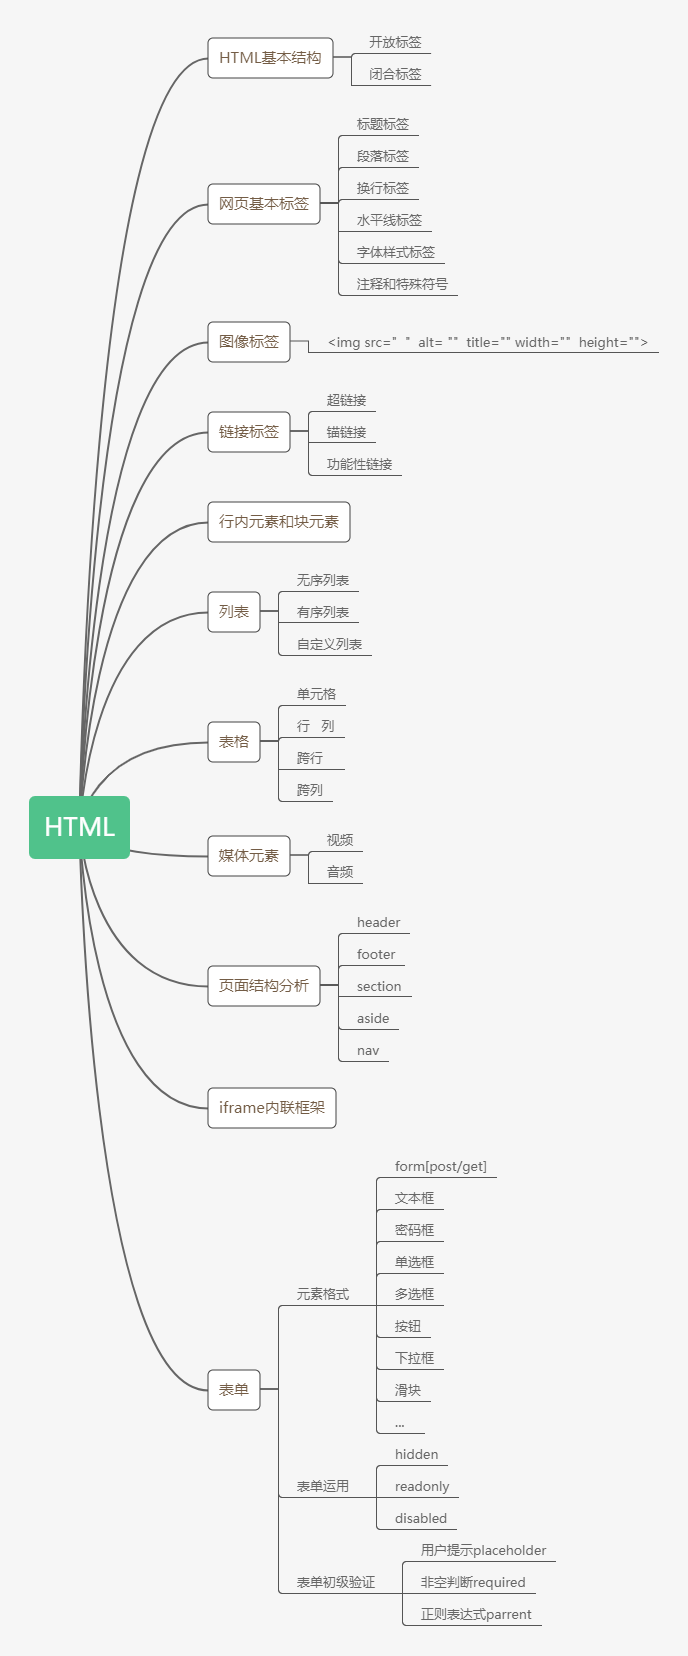 HTML
HTML基本结构
开放标签
闭合标签
网页基本标签
标题标签
段落标签
换行标签
水平线标签
字体样式标签
注释和特殊符号
图像标签
<img src="  "  alt= ""  title="" width=""  height="">
链接标签
超链接
锚链接
功能性链接
行内元素和块元素
列表
无序列表
有序列表
自定义列表
表格
单元格
行   列
跨行
跨列
媒体元素
视频
音频
页面结构分析
header
footer
section
aside
nav
iframe内联框架
表单
元素格式
form[post/get]
文本框
密码框
单选框
多选框
按钮
下拉框
滑块
...
表单运用
hidden
readonly
disabled
表单初级验证
用户提示placeholder
非空判断required
正则表达式parrent